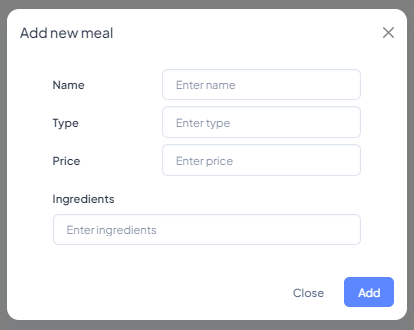 Add new meal
Name
Enter name
Type
Enter type
Price
Enter price
Ingredients
Enter ingredients
Close
Add